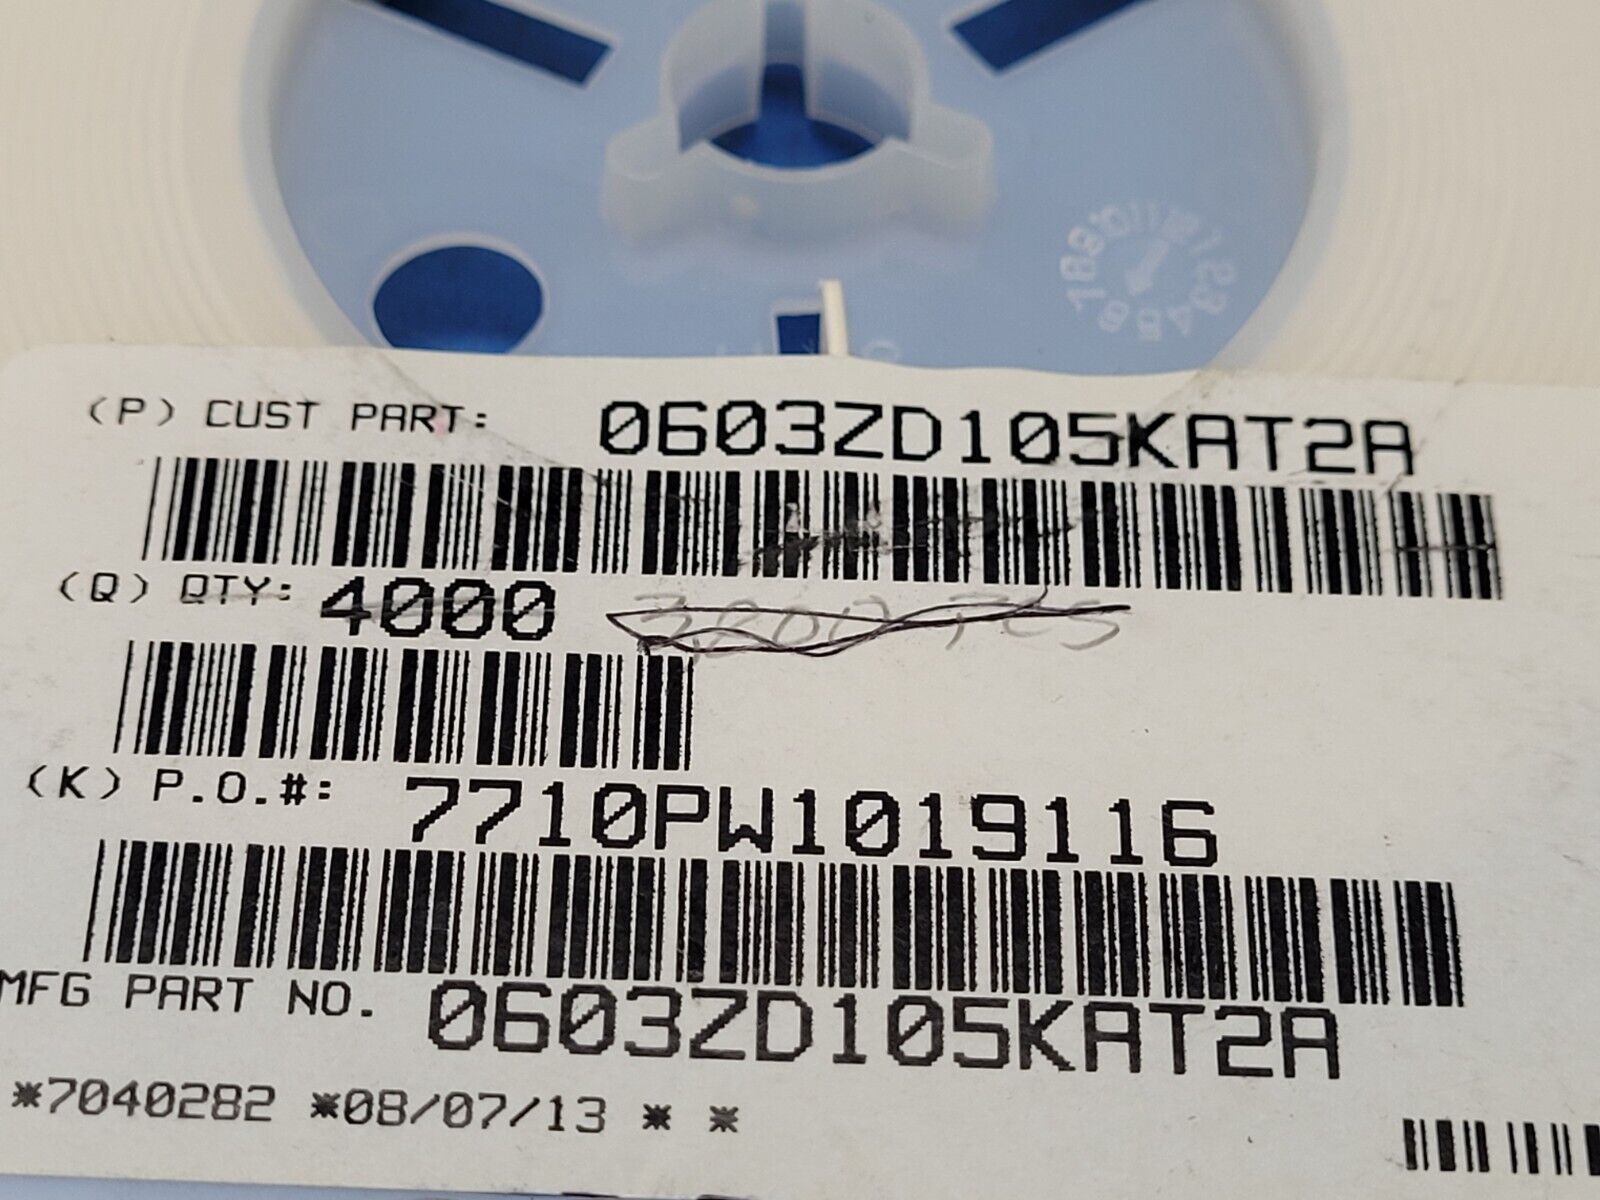 (P) CUST PART: 0603ZD105KAT2A
(Q) QTY: 4000
(K) P.O.#: 7710PW1019116
MFG PART NO. 0603ZD105KAT2A
*7040282 *08/07/13 * *